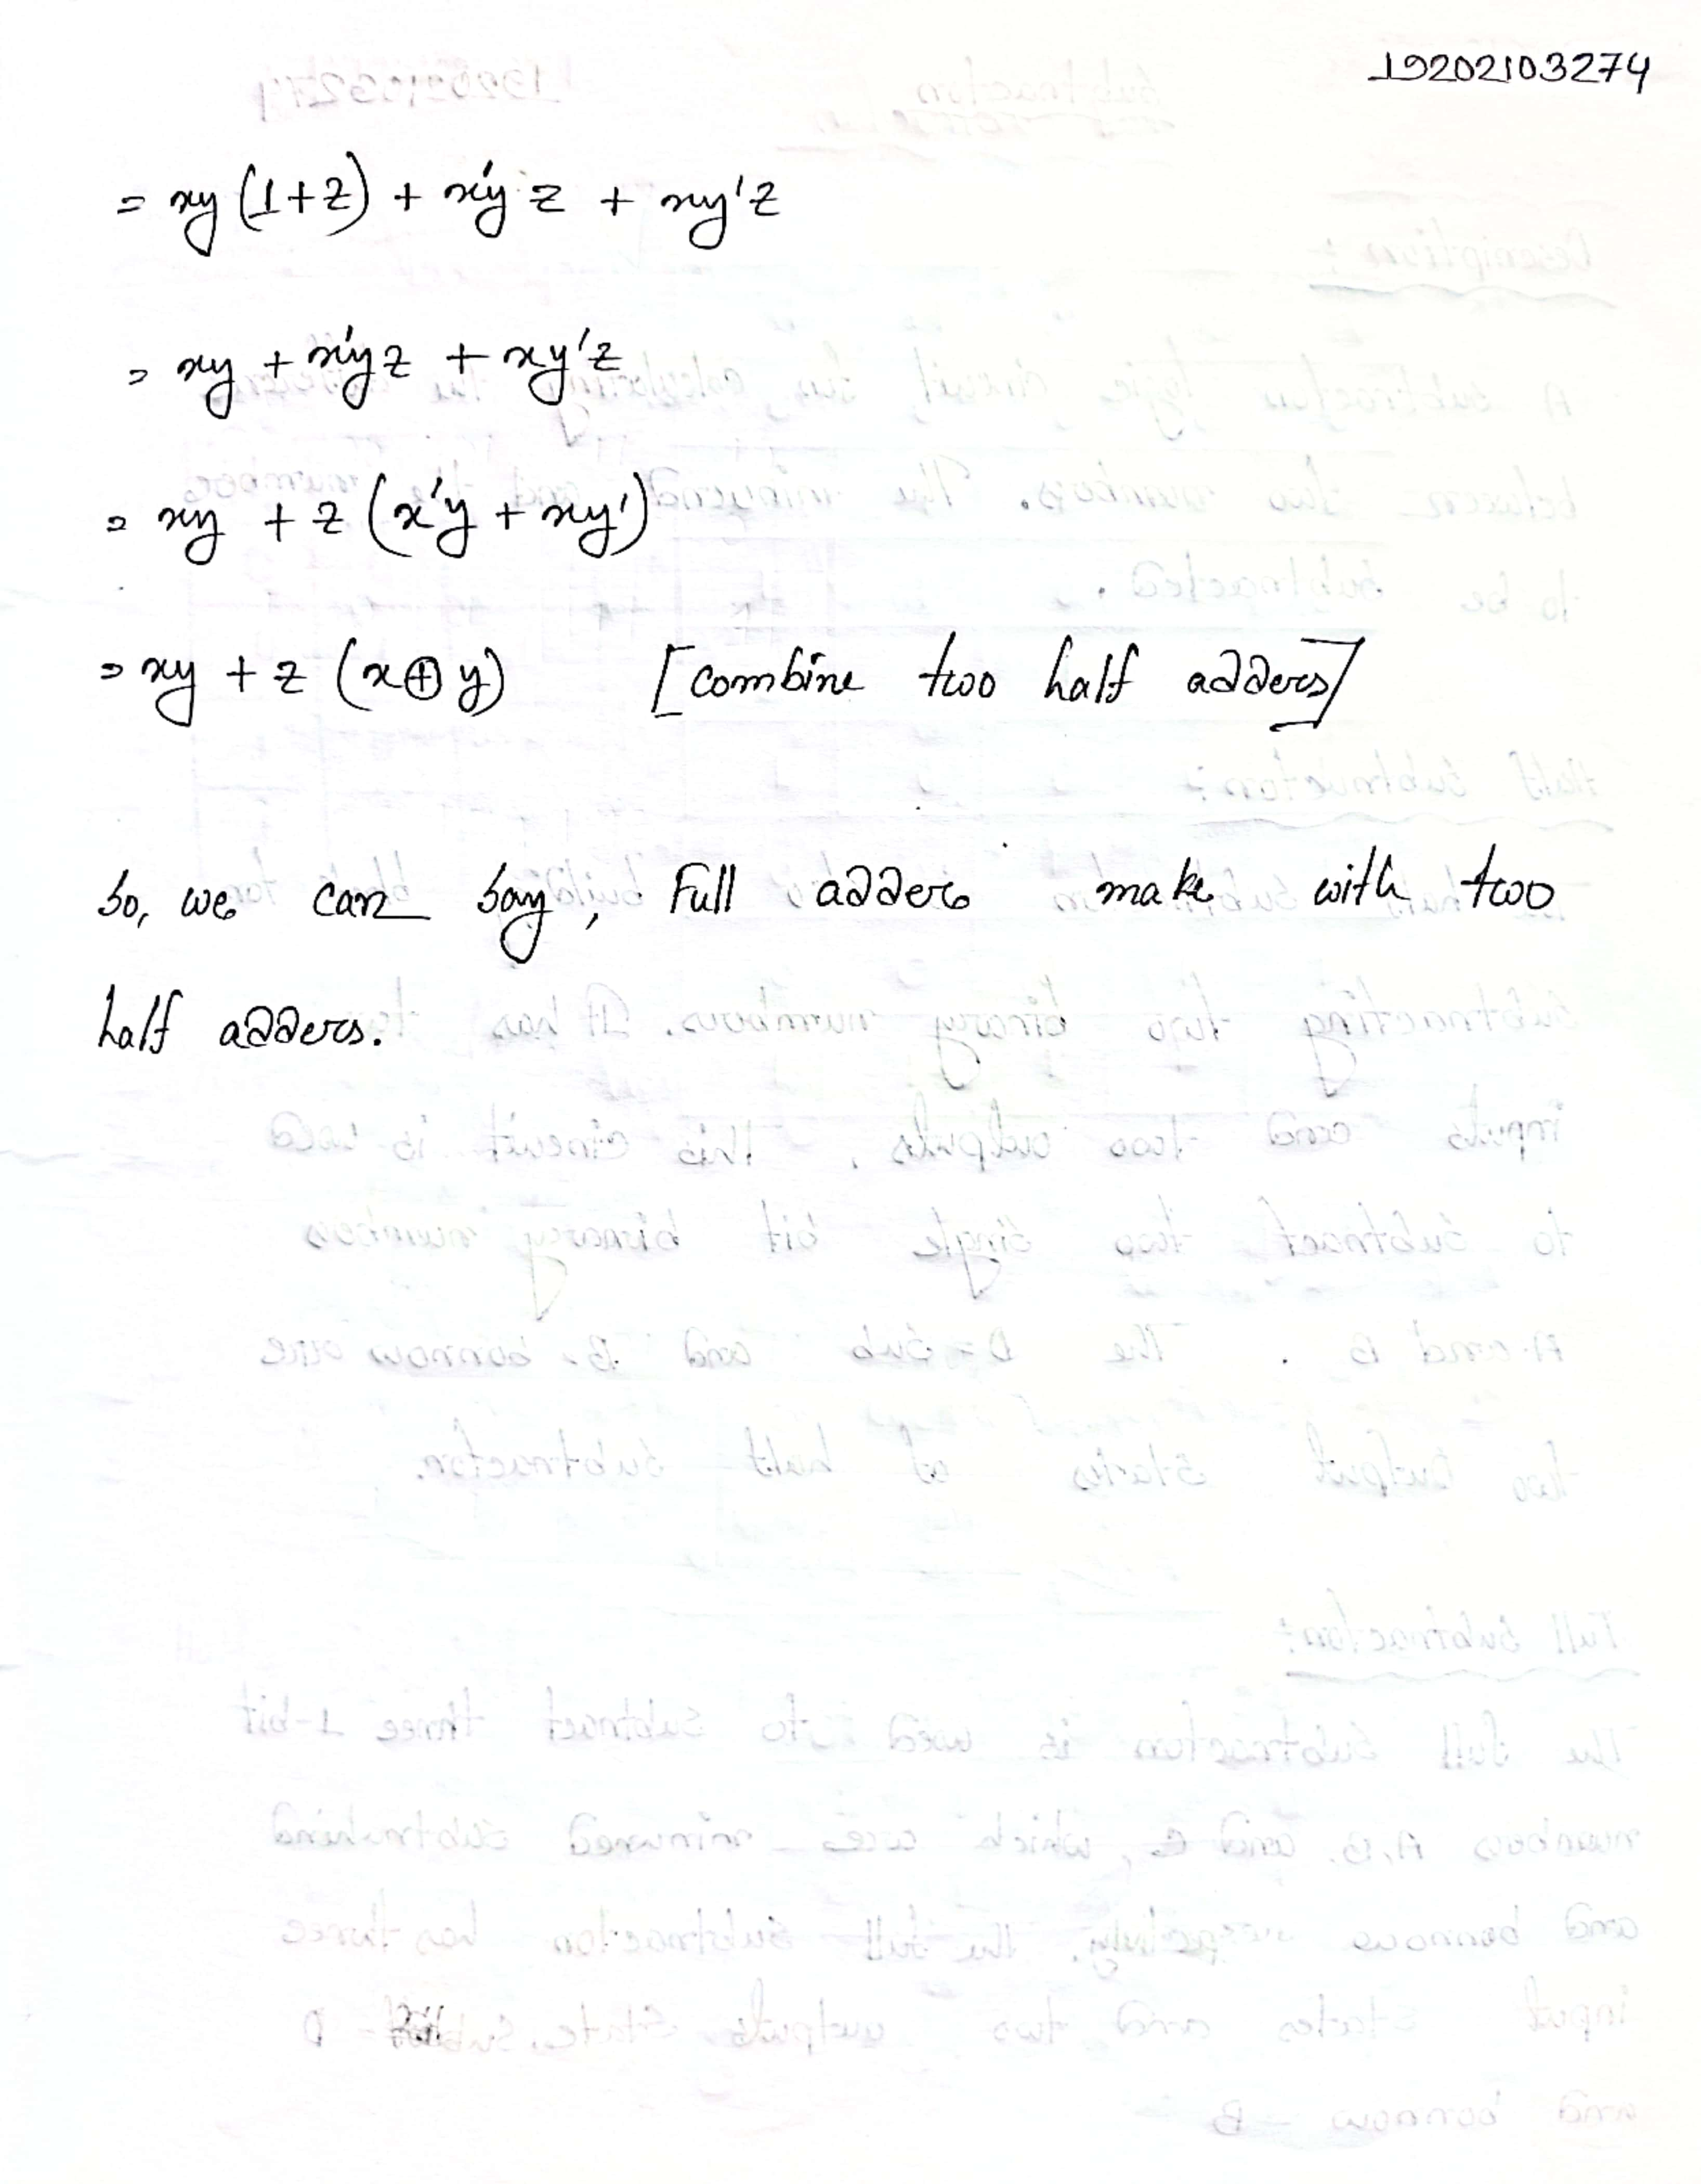 19202103274
= xy (1+z) + x'yz + xy'z
= xy + x'yz + xy'z
= xy + z (x'y + xy')
= xy + z (x⊕y) [combine two half adders]
So, we can say, Full adder make with two
half adders.